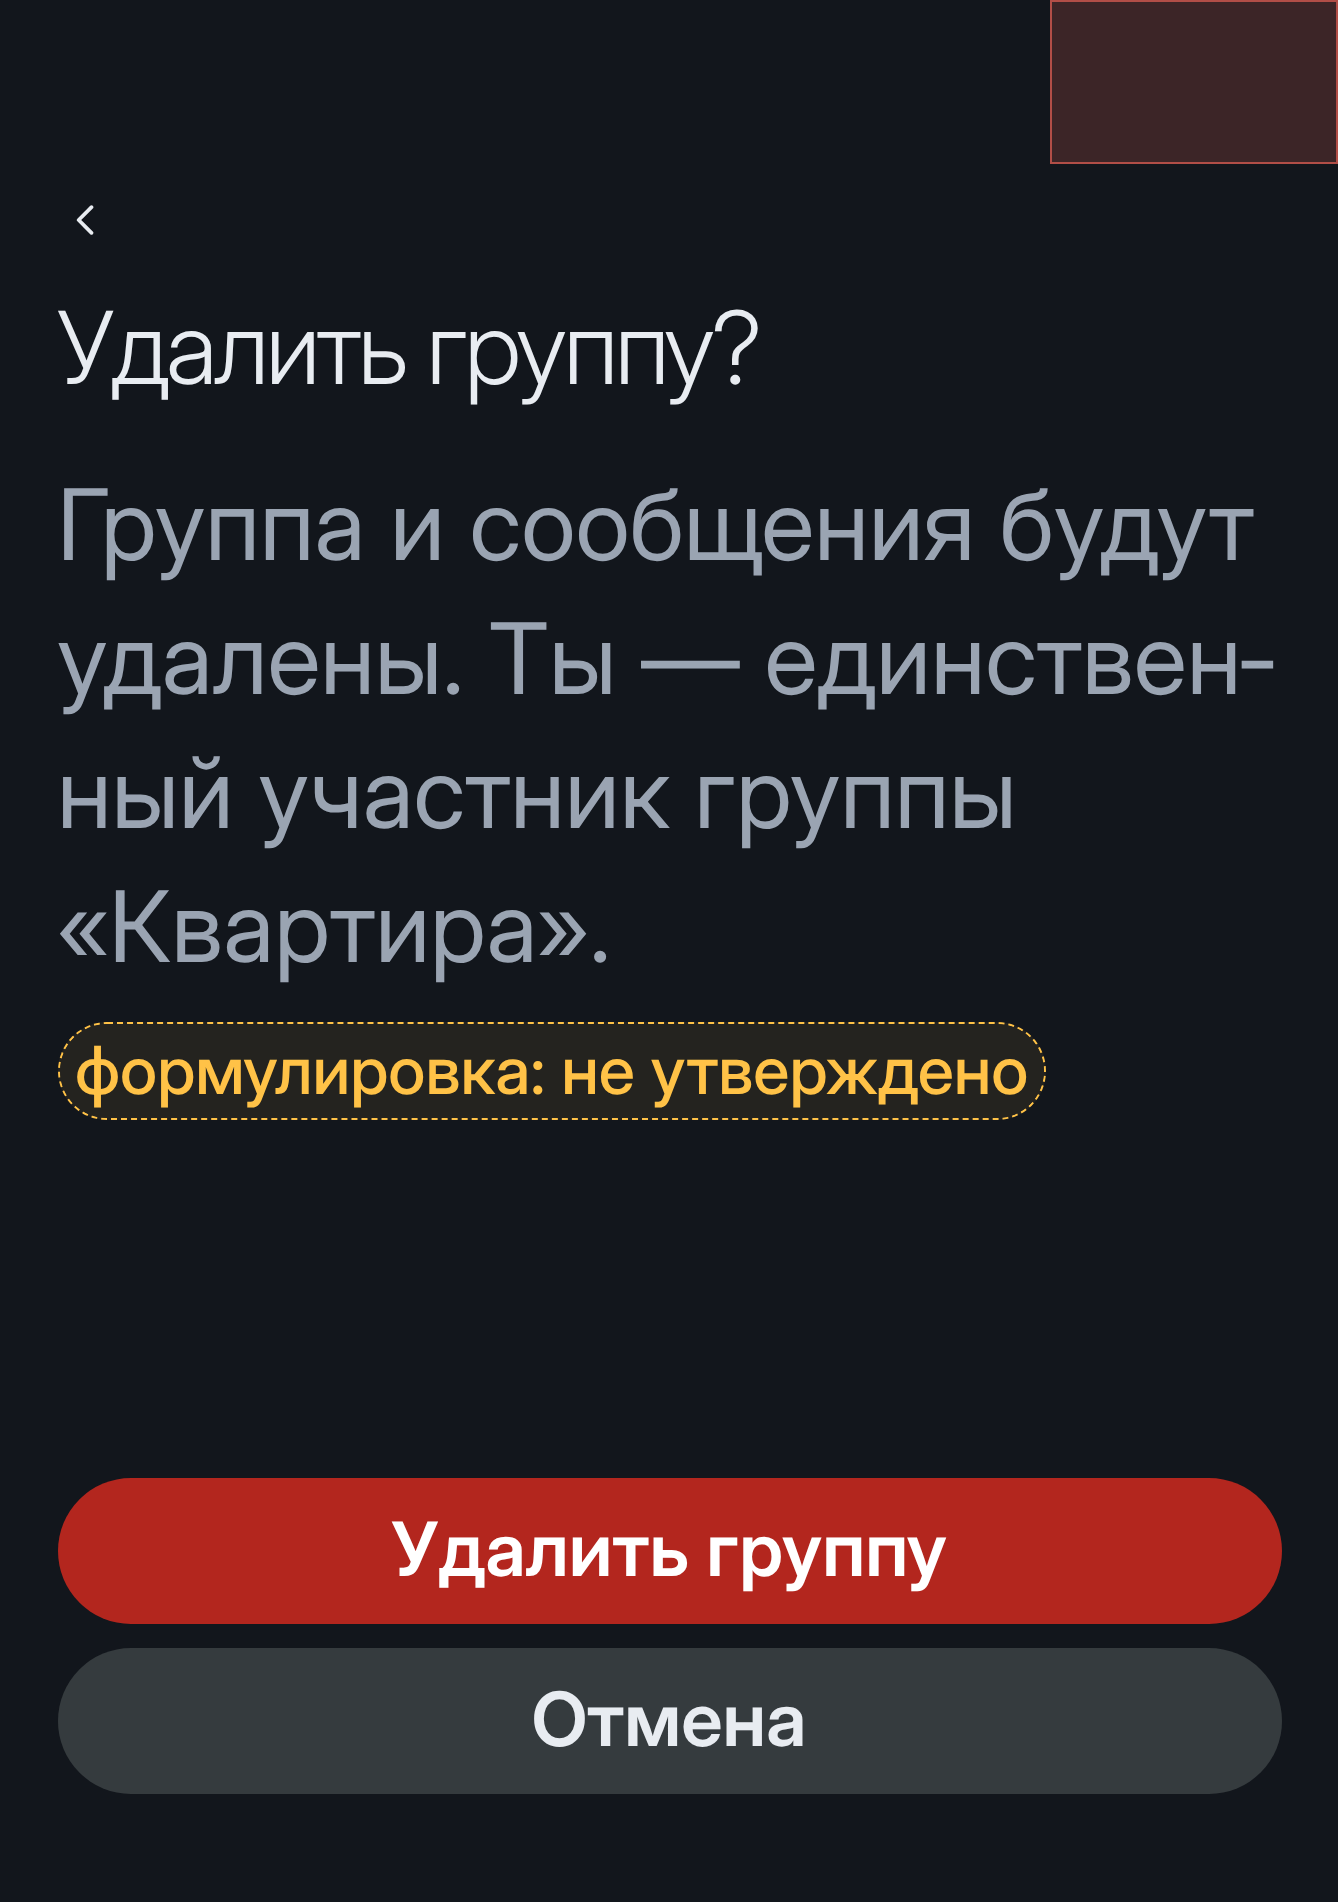 Удалить группу?
Группа и сообщения будут
удалены. Ты — единствен-
ный участник группы
«Квартира».
формулировка: не утверждено
Удалить группу
Отмена